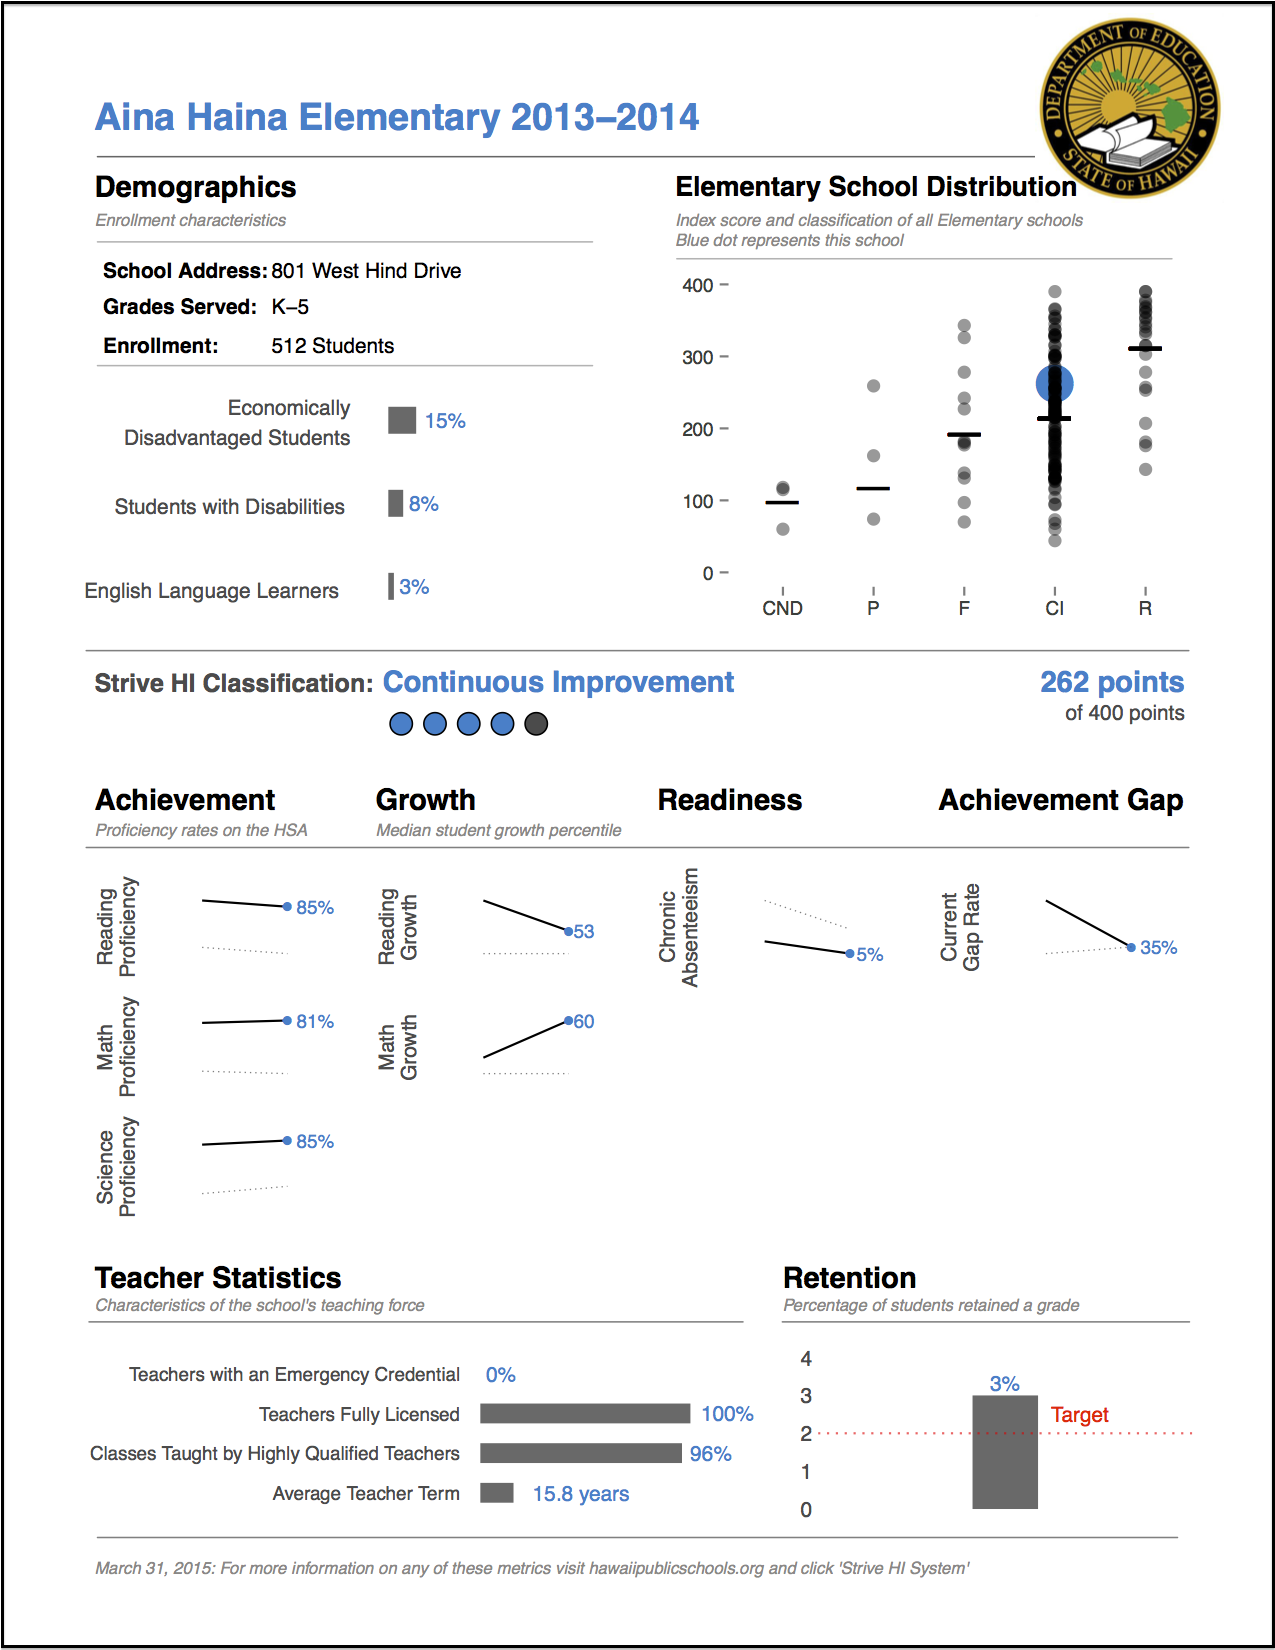 DEPARTMENT OF EDUCATION
STATE OF HAWAII
Aina Haina Elementary 2013–2014
Demographics
Enrollment characteristics
School Address: 801 West Hind Drive
Grades Served: K–5
Enrollment: 512 Students
Economically
Disadvantaged Students
15%
Students with Disabilities
8%
English Language Learners
3%
Elementary School Distribution
Index score and classification of all Elementary schools
Blue dot represents this school
400
300
200
100
0
CND P F CI R
Strive HI Classification: Continuous Improvement
262 points
of 400 points
Achievement
Proficiency rates on the HSA
Reading
Proficiency
85%
Math
Proficiency
81%
Science
Proficiency
85%
Growth
Median student growth percentile
Reading
Growth
53
Math
Growth
60
Readiness
Chronic
Absenteeism
5%
Achievement Gap
Current
Gap Rate
35%
Teacher Statistics
Characteristics of the school's teaching force
Teachers with an Emergency Credential 0%
Teachers Fully Licensed 100%
Classes Taught by Highly Qualified Teachers 96%
Average Teacher Term 15.8 years
Retention
Percentage of students retained a grade
4
3
2
1
0
3%
Target
March 31, 2015: For more information on any of these metrics visit hawaiipublicschools.org and click 'Strive HI System'